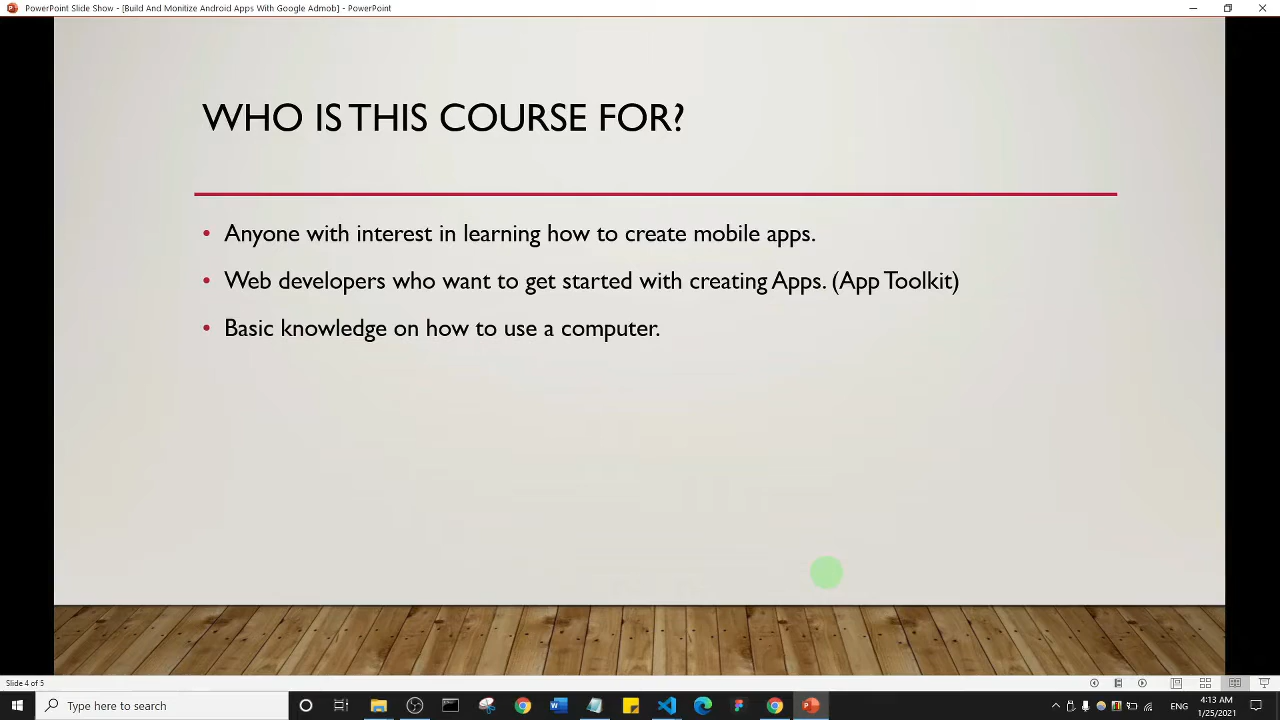 PowerPoint Slide Show - [Build And Monitize Android Apps With Google Admob] - PowerPoint
WHO IS THIS COURSE FOR?
• Anyone with interest in learning how to create mobile apps.
• Web developers who want to get started with creating Apps. (App Toolkit)
• Basic knowledge on how to use a computer.
Slide 4 of 5
Type here to search
ENG
4:13 AM
1/25/2021